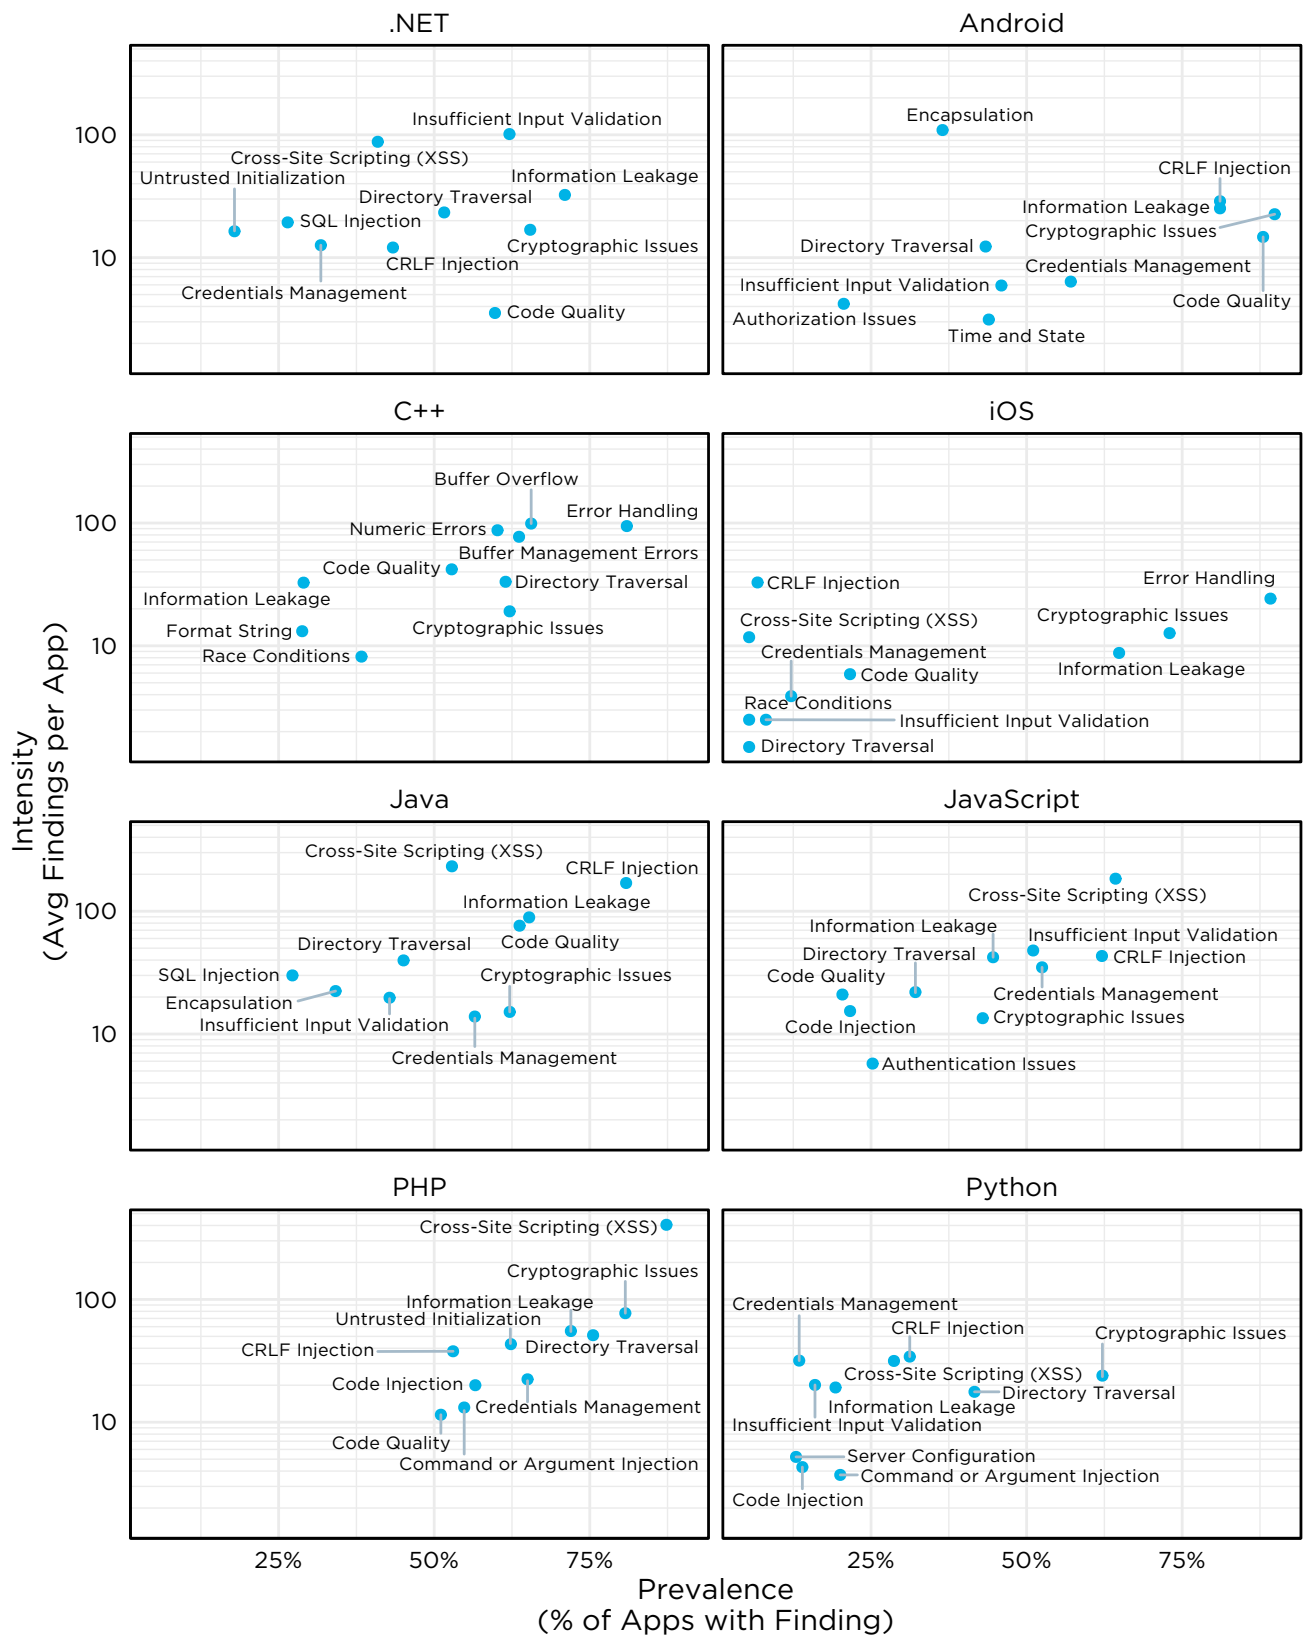 .NET
Insufficient Input Validation
100
Cross-Site Scripting (XSS)
Untrusted Initialization
Information Leakage
Directory Traversal
SQL Injection
Cryptographic Issues
10
CRLF Injection
Credentials Management
Code Quality
Android
Encapsulation
CRLF Injection
Information Leakage
Cryptographic Issues
Directory Traversal
Credentials Management
Insufficient Input Validation
Code Quality
Authorization Issues
Time and State
C++
Buffer Overflow
Error Handling
100
Numeric Errors
Buffer Management Errors
Code Quality
Directory Traversal
Information Leakage
Cryptographic Issues
Format String
10
Race Conditions
iOS
Error Handling
CRLF Injection
Cryptographic Issues
Cross-Site Scripting (XSS)
Credentials Management
Information Leakage
Code Quality
Race Conditions
Insufficient Input Validation
Directory Traversal
Intensity
(Avg Findings per App)
Java
Cross-Site Scripting (XSS)
CRLF Injection
Information Leakage
100
Code Quality
Directory Traversal
SQL Injection
Cryptographic Issues
Encapsulation
Insufficient Input Validation
10
Credentials Management
JavaScript
Cross-Site Scripting (XSS)
Information Leakage
Insufficient Input Validation
Directory Traversal
CRLF Injection
Code Quality
Credentials Management
Cryptographic Issues
Code Injection
Authentication Issues
PHP
Cross-Site Scripting (XSS)
Cryptographic Issues
100
Information Leakage
Untrusted Initialization
Directory Traversal
CRLF Injection
Code Injection
Credentials Management
10
Code Quality
Command or Argument Injection
25%
50%
75%
Python
Credentials Management
CRLF Injection
Cryptographic Issues
Cross-Site Scripting (XSS)
Directory Traversal
Information Leakage
Insufficient Input Validation
Server Configuration
Command or Argument Injection
Code Injection
25%
50%
75%
Prevalence
(% of Apps with Finding)